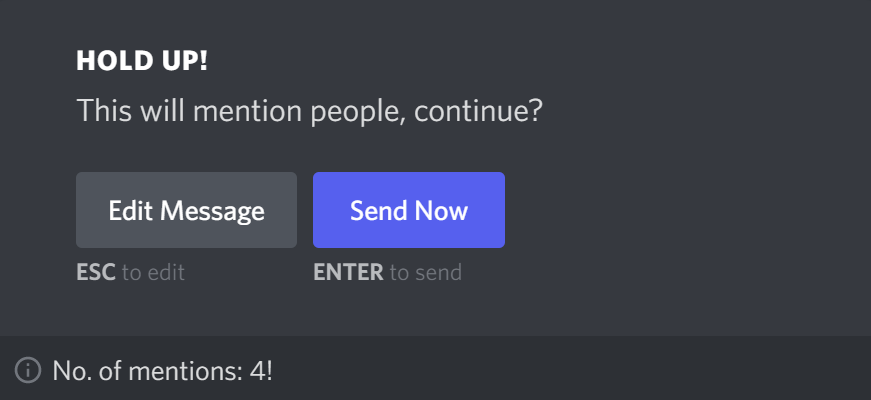 HOLD UP!
This will mention people, continue?
Edit Message Send Now
ESC to edit ENTER to send
No. of mentions: 4!